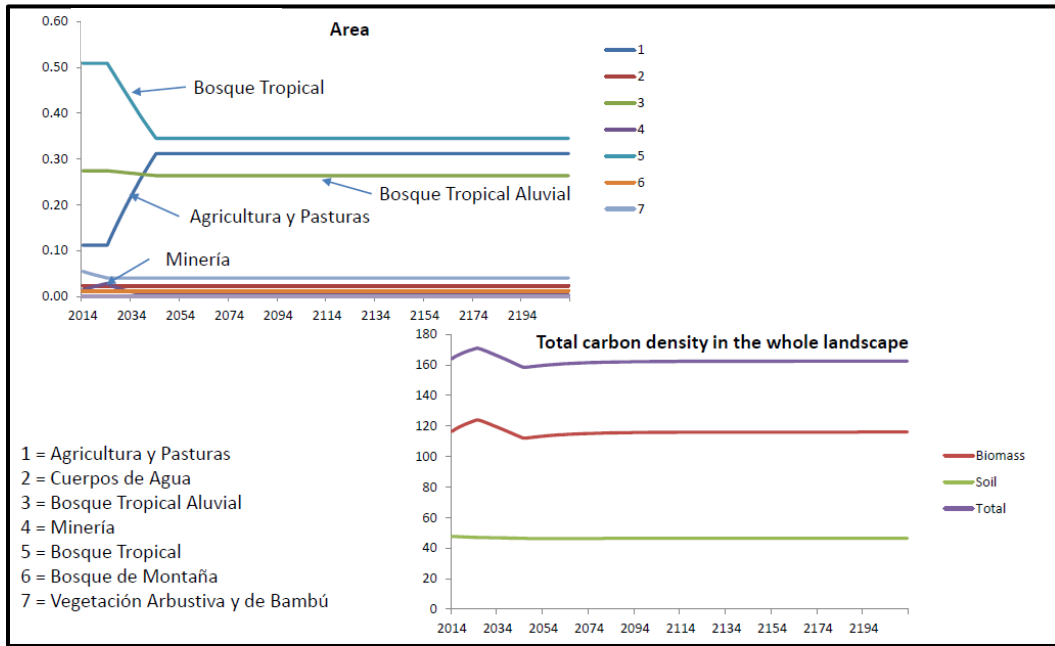 Area
0.60
0.50
0.40
0.30
0.20
0.10
0.00
2014 2034 2054 2074 2094 2114 2134 2154 2174 2194
Bosque Tropical
Bosque Tropical Aluvial
Agricultura y Pasturas
Minería
1
2
3
4
5
6
7
Total carbon density in the whole landscape
180
160
140
120
100
80
60
40
20
0
2014 2034 2054 2074 2094 2114 2134 2154 2174 2194
Biomass
Soil
Total
1 = Agricultura y Pasturas
2 = Cuerpos de Agua
3 = Bosque Tropical Aluvial
4 = Minería
5 = Bosque Tropical
6 = Bosque de Montaña
7 = Vegetación Arbustiva y de Bambú